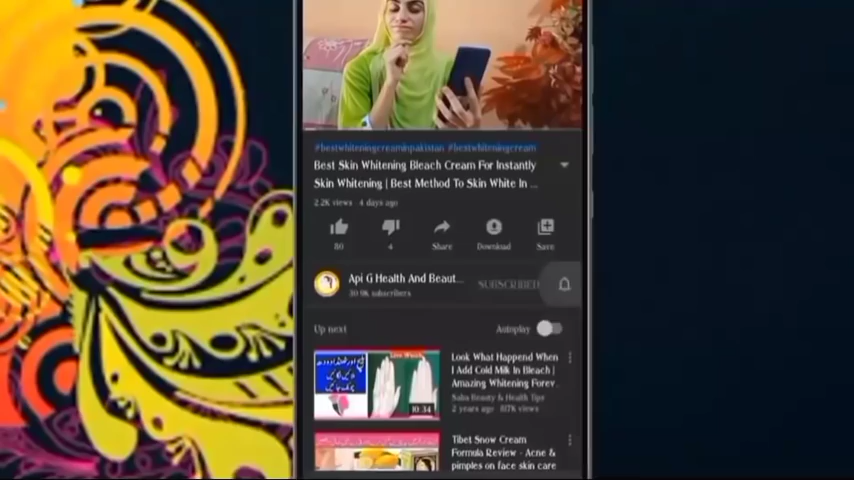 #bestwhiteningcreaminpakistan #bestwhiteningcream
Best Skin Whitening Bleach Cream For Instantly
Skin Whitening | Best Method To Skin White In ...
2.2K views · 4 days ago
80
4
Share
Download
Save
Api G Health And Beaut...
SUBSCRIBED
30.9K subscribers
Up next
Autoplay
Look What Happend When
I Add Cold Milk In Bleach |
Amazing Whitening Forev
Saba Beauty & Health Tips
2 years ago · 817K views
10:34
Tibet Snow Cream
Formula Review - Acne &
pimples on face skin care